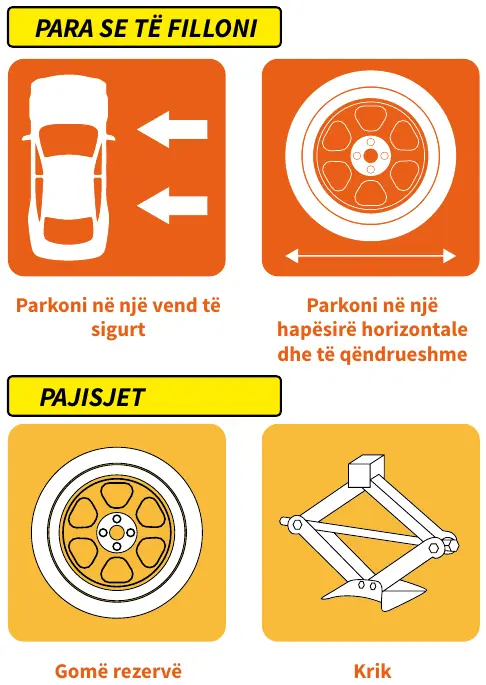 PARA SE TË FILLONI
Parkoni në një vend të
sigurt
Parkoni në një
hapësirë horizontale
dhe të qëndrueshme
PAJISJET
Gomë rezervë
Krik